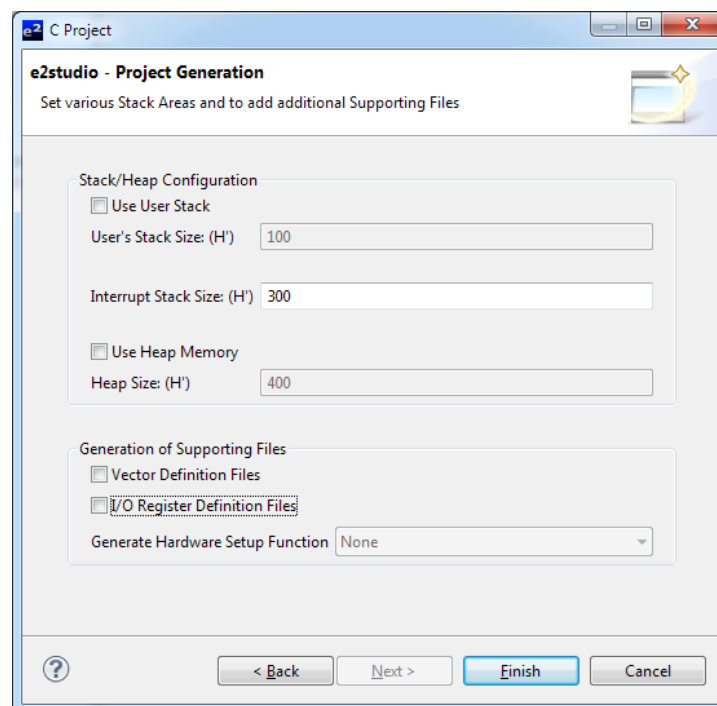 e² C Project
e2studio - Project Generation
Set various Stack Areas and to add additional Supporting Files
Stack/Heap Configuration
Use User Stack
User's Stack Size: (H') 100
Interrupt Stack Size: (H') 300
Use Heap Memory
Heap Size: (H') 400
Generation of Supporting Files
Vector Definition Files
I/O Register Definition Files
Generate Hardware Setup Function None
? < Back Next > Finish Cancel